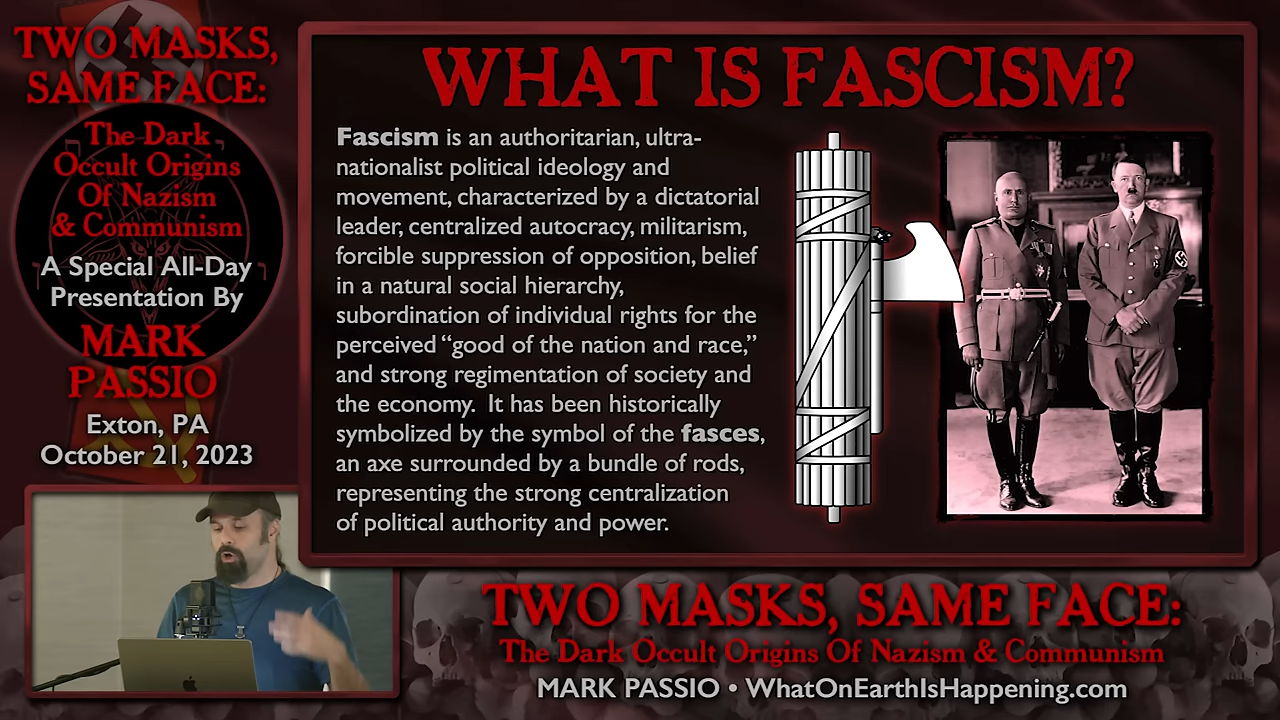 TWO MASKS,
SAME FACE:
The Dark
Occult Origins
Of Nazism
& Communism
A Special All-Day
Presentation By
MARK
PASSIO
Exton, PA
October 21, 2023
WHAT IS FASCISM?
Fascism is an authoritarian, ultra-
nationalist political ideology and
movement, characterized by a dictatorial
leader, centralized autocracy, militarism,
forcible suppression of opposition, belief
in a natural social hierarchy,
subordination of individual rights for the
perceived “good of the nation and race,”
and strong regimentation of society and
the economy.  It has been historically
symbolized by the symbol of the fasces,
an axe surrounded by a bundle of rods,
representing the strong centralization
of political authority and power.
TWO MASKS, SAME FACE:
The Dark Occult Origins Of Nazism & Communism
MARK PASSIO • WhatOnEarthIsHappening.com